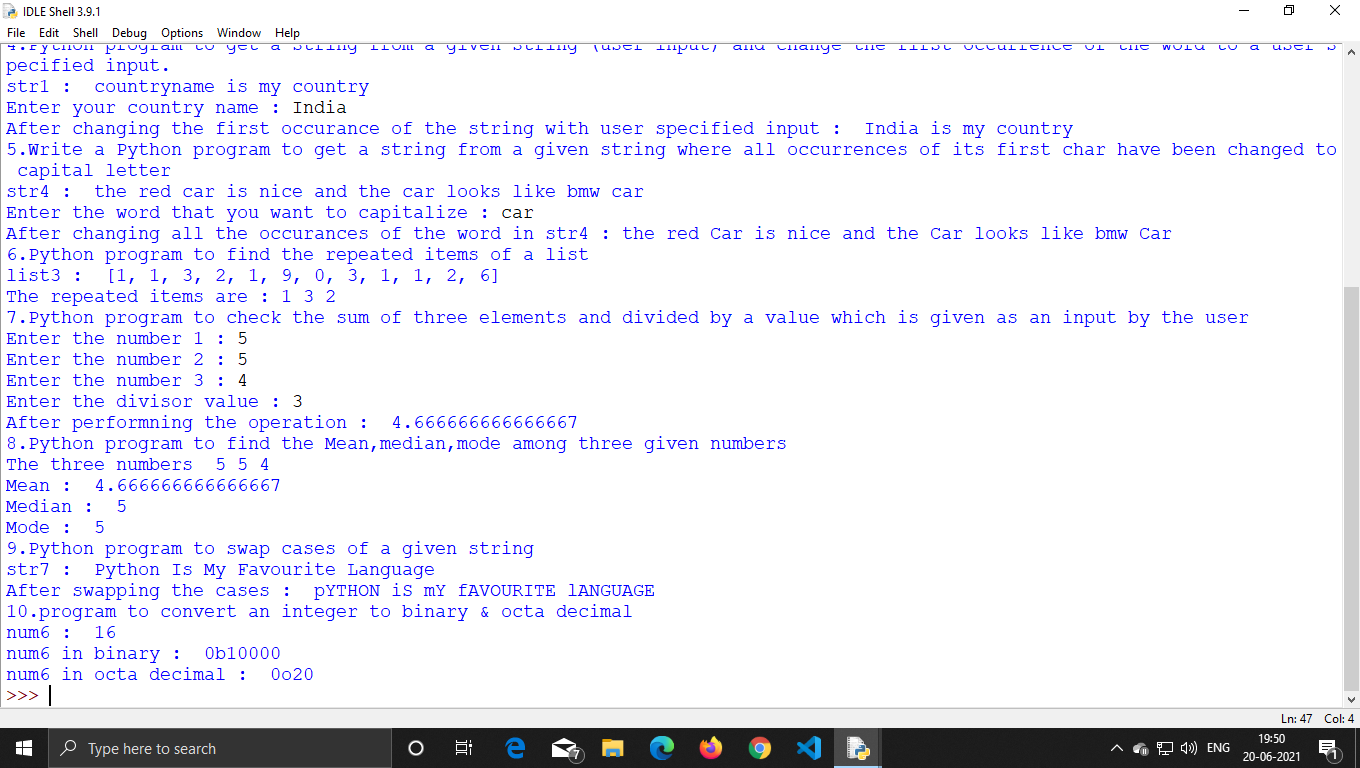 IDLE Shell 3.9.1
File Edit Shell Debug Options Window Help
4.Python program to get a string from a given string (user input) and change the first occurrence of the word to a user s
pecified input.
str1 :  countryname is my country
Enter your country name : India
After changing the first occurance of the string with user specified input :  India is my country
5.Write a Python program to get a string from a given string where all occurrences of its first char have been changed to
 capital letter
str4 :  the red car is nice and the car looks like bmw car
Enter the word that you want to capitalize : car
After changing all the occurances of the word in str4 : the red Car is nice and the Car looks like bmw Car
6.Python program to find the repeated items of a list
list3 :  [1, 1, 3, 2, 1, 9, 0, 3, 1, 1, 2, 6]
The repeated items are : 1 3 2
7.Python program to check the sum of three elements and divided by a value which is given as an input by the user
Enter the number 1 : 5
Enter the number 2 : 5
Enter the number 3 : 4
Enter the divisor value : 3
After performning the operation :  4.666666666666667
8.Python program to find the Mean,median,mode among three given numbers
The three numbers  5 5 4
Mean :  4.666666666666667
Median :  5
Mode :  5
9.Python program to swap cases of a given string
str7 :  Python Is My Favourite Language
After swapping the cases :  pYTHON iS mY fAVOURITE lANGUAGE
10.program to convert an integer to binary & octa decimal
num6 :  16
num6 in binary :  0b10000
num6 in octa decimal :  0o20
>>>
Ln: 47 Col: 4
Type here to search
7
ENG
19:50
20-06-2021
1